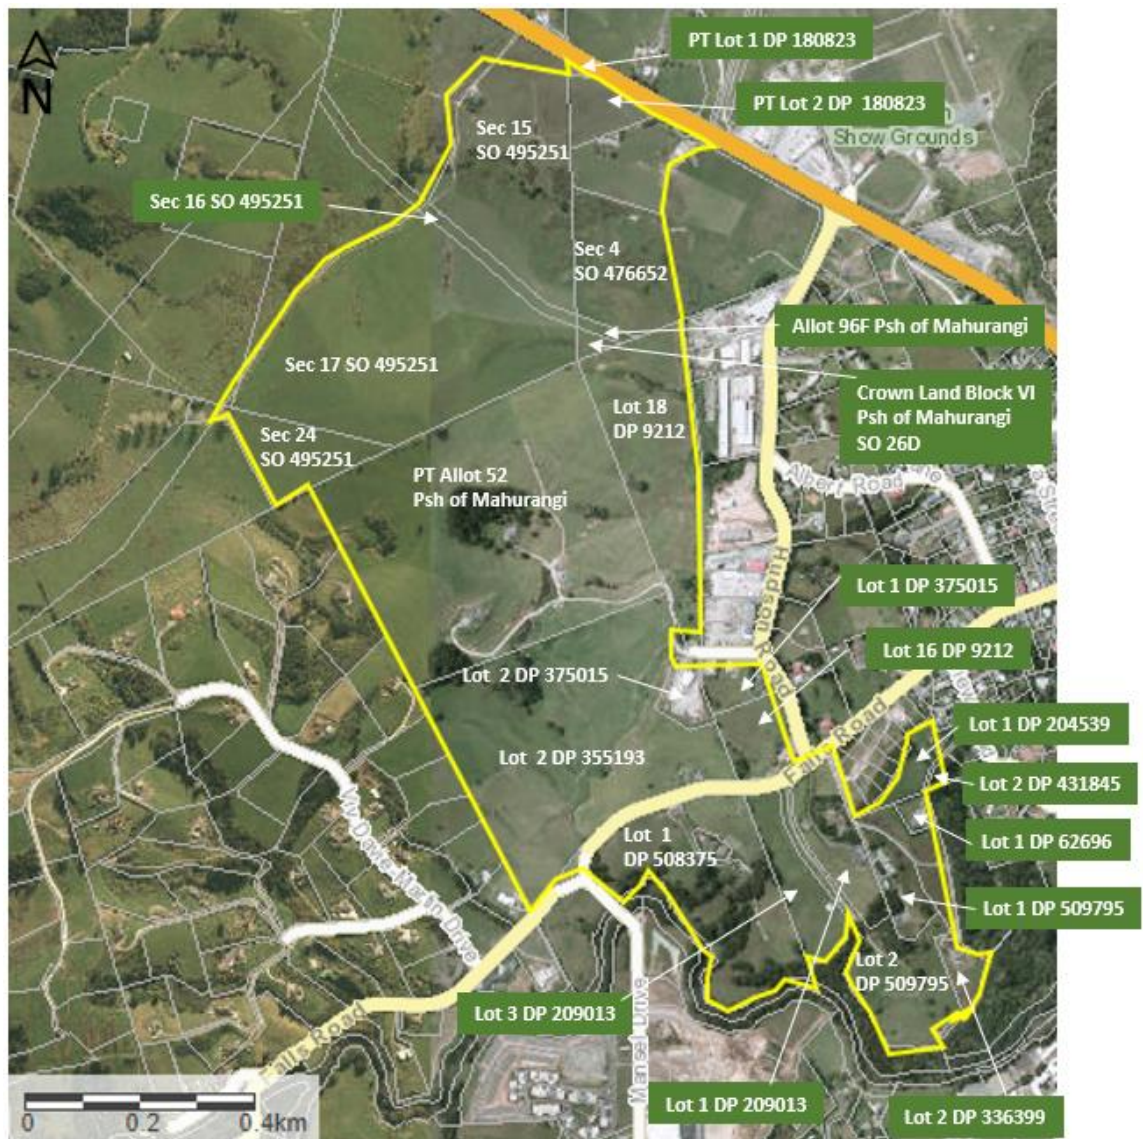 PT Lot 1 DP 180823
N
PT Lot 2 DP 180823
Show Grounds
Sec 15
SO 495251
Sec 16 SO 495251
Sec 4
SO 476652
Allot 96F Psh of Mahurangi
Sec 17 SO 495251
Crown Land Block VI
Psh of Mahurangi
SO 26D
Lot 18
DP 9212
Sec 24
SO 495251
PT Allot 52
Psh of Mahurangi
Albert Road
Hudson Road
Lot 1 DP 375015
Lot 16 DP 9212
Lot 2 DP 375015
Lot 1 DP 204539
Falls Road
Lot 2 DP 355193
Lot 2 DP 431845
Lot 1
DP 508375
Lot 1 DP 62696
Viv Davie-Martin Drive
Lot 1 DP 509795
Lot 2
DP 509795
Lot 3 DP 209013
Mansel Drive
Falls Road
Lot 1 DP 209013
Lot 2 DP 336399
0 0.2 0.4km